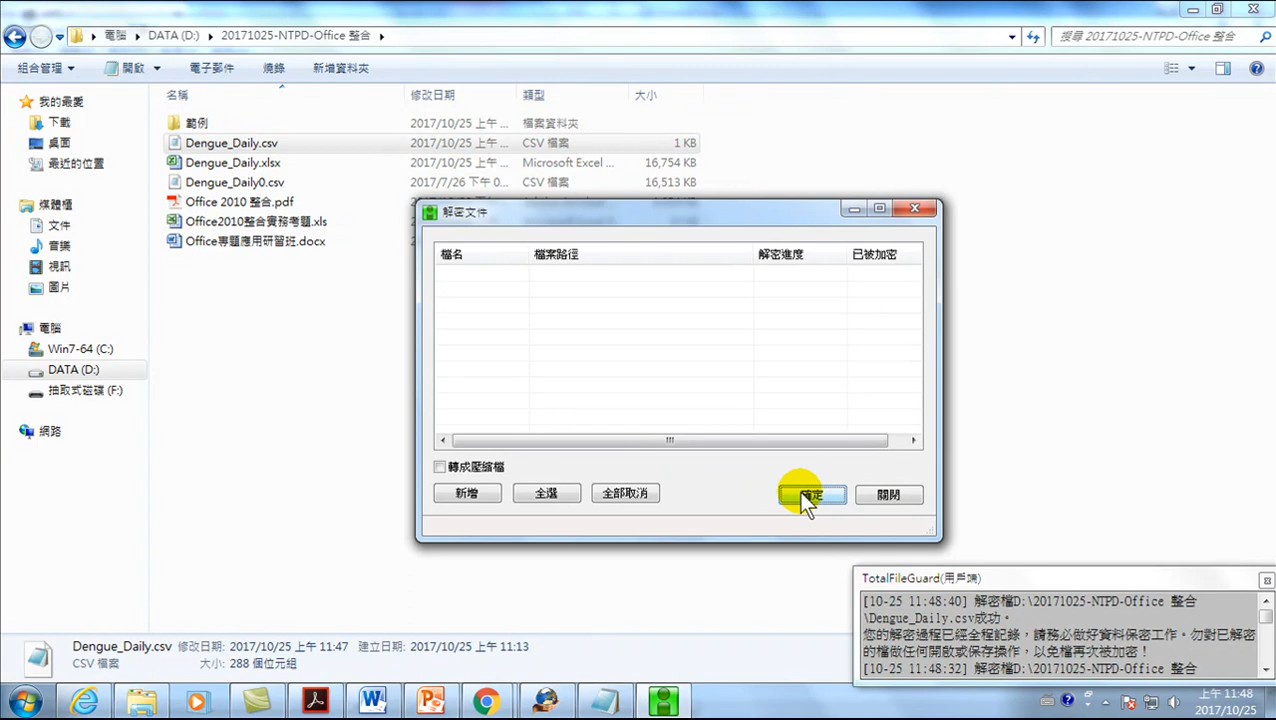 電腦 ▸ DATA (D:) ▸ 20171025-NTPD-Office 整合 ▸
搜尋 20171025-NTPD-Office 整合
組合管理 ▾ 開啟 ▾ 電子郵件 燒錄 新增資料夾
我的最愛
下載
桌面
最近的位置
媒體櫃
文件
音樂
視訊
圖片
電腦
Win7-64 (C:)
DATA (D:)
抽取式磁碟 (F:)
網路
名稱 修改日期 類型 大小
範例 2017/10/25 上午 ... 檔案資料夾
Dengue_Daily.csv 2017/10/25 上午 ... CSV 檔案 1 KB
Dengue_Daily.xlsx 2017/10/25 上午 ... Microsoft Excel ... 16,754 KB
Dengue_Daily0.csv 2017/7/26 下午 0... CSV 檔案 16,513 KB
Office 2010 整合.pdf
Office2010整合實務考題.xls
Office專題應用研習班.docx
解密文件
檔名 檔案路徑 解密進度 已被加密
轉成壓縮檔
新增 全選 全部取消 確定 關閉
TotalFileGuard(用戶端)
[10-25 11:48:40] 解密檔D:\20171025-NTPD-Office 整合
\Dengue_Daily.csv成功。
您的解密過程已經全程記錄，請務必做好資料保密工作。勿對已解密
的檔做任何開啟或保存操作，以免檔再次被加密！
[10-25 11:48:32] 解密檔D:\20171025-NTPD-Office 整合
Dengue_Daily.csv 修改日期: 2017/10/25 上午 11:47 建立日期: 2017/10/25 上午 11:13
CSV 檔案 大小: 288 個位元組
上午 11:48
2017/10/25